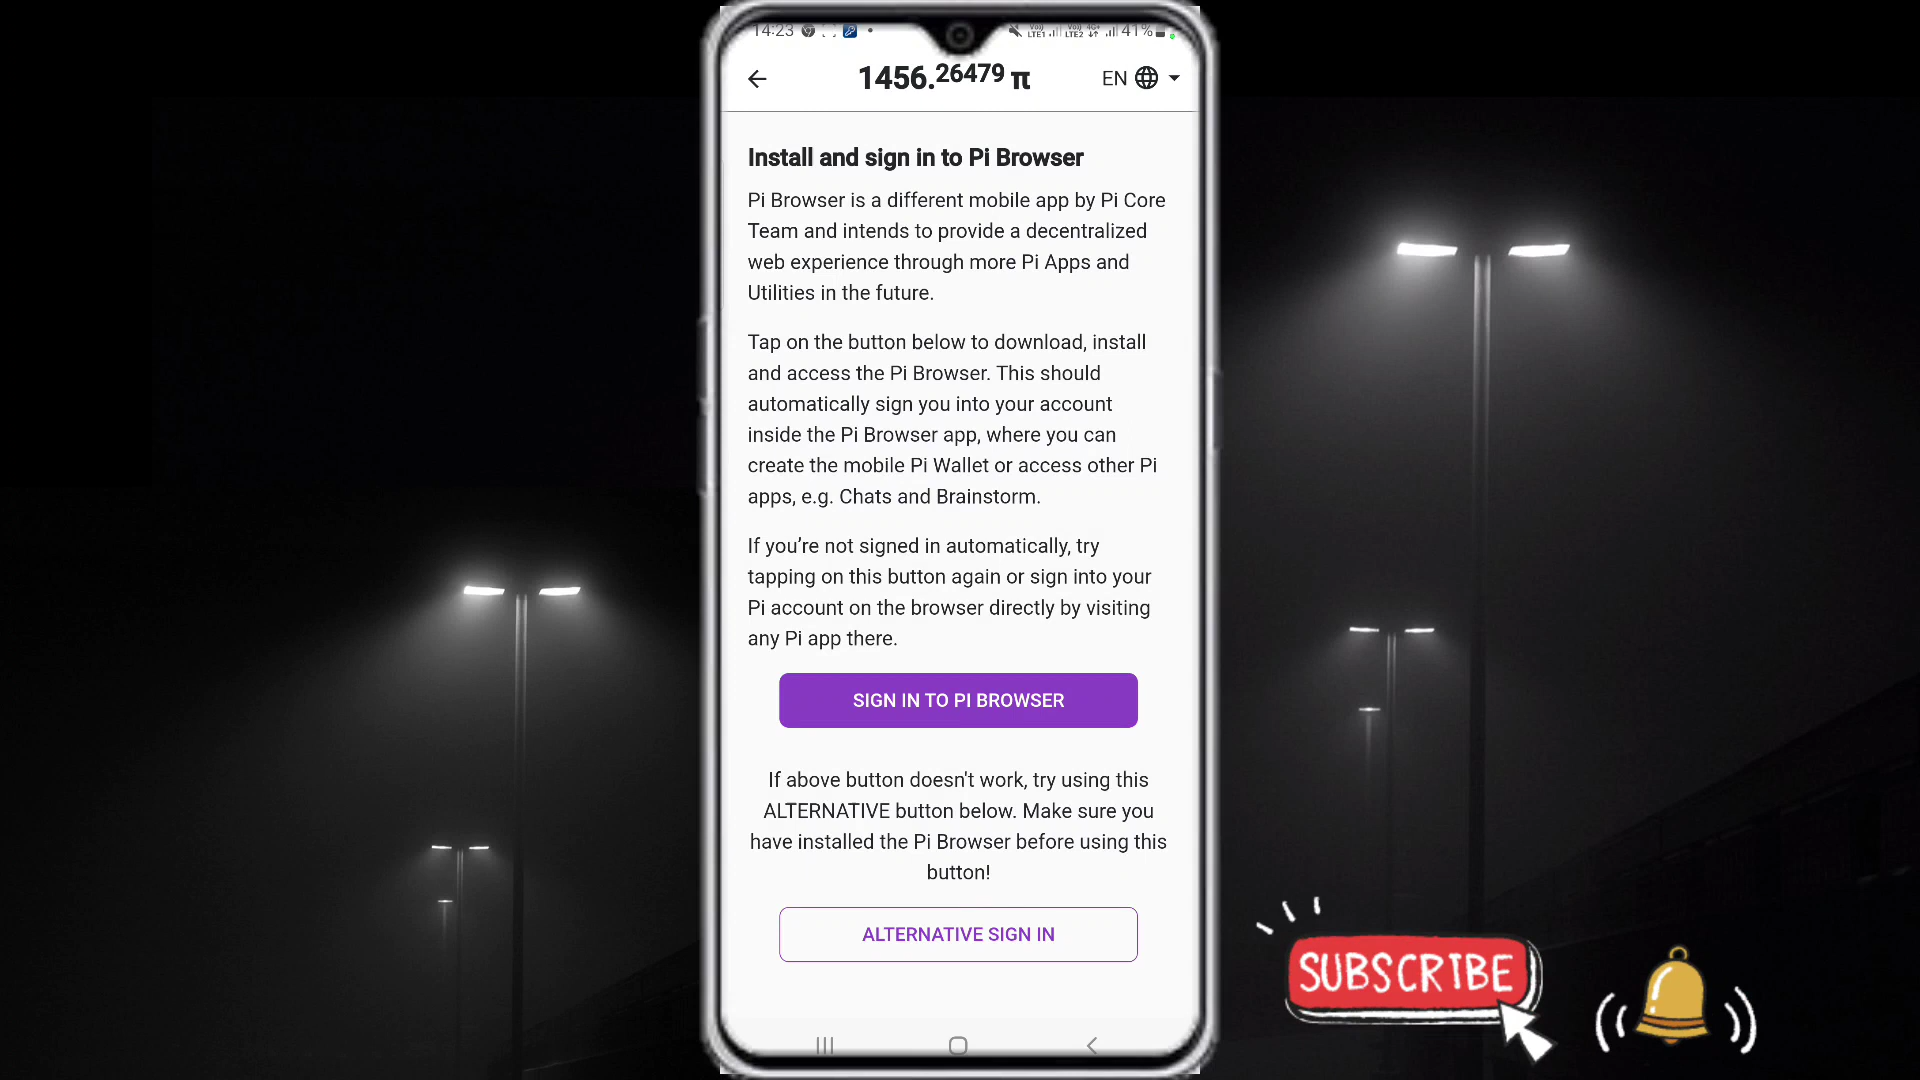 14:23 LTE1 LTE2 4G+ 41%
1456.26479 π EN
Install and sign in to Pi Browser
Pi Browser is a different mobile app by Pi Core
Team and intends to provide a decentralized
web experience through more Pi Apps and
Utilities in the future.
Tap on the button below to download, install
and access the Pi Browser. This should
automatically sign you into your account
inside the Pi Browser app, where you can
create the mobile Pi Wallet or access other Pi
apps, e.g. Chats and Brainstorm.
If you’re not signed in automatically, try
tapping on this button again or sign into your
Pi account on the browser directly by visiting
any Pi app there.
SIGN IN TO PI BROWSER
If above button doesn't work, try using this
ALTERNATIVE button below. Make sure you
have installed the Pi Browser before using this
button!
ALTERNATIVE SIGN IN
SUBSCRIBE